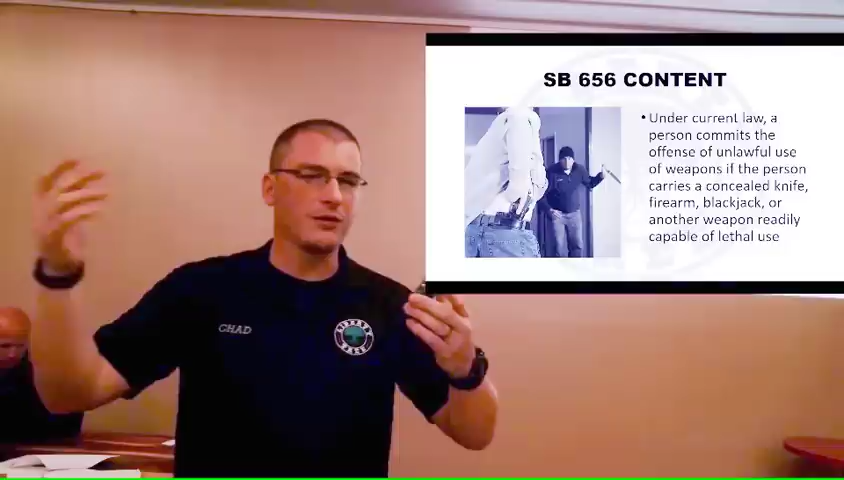 SB 656 CONTENT
• Under current law, a
person commits the
offense of unlawful use
of weapons if the person
carries a concealed knife,
firearm, blackjack, or
another weapon readily
capable of lethal use
CHAD